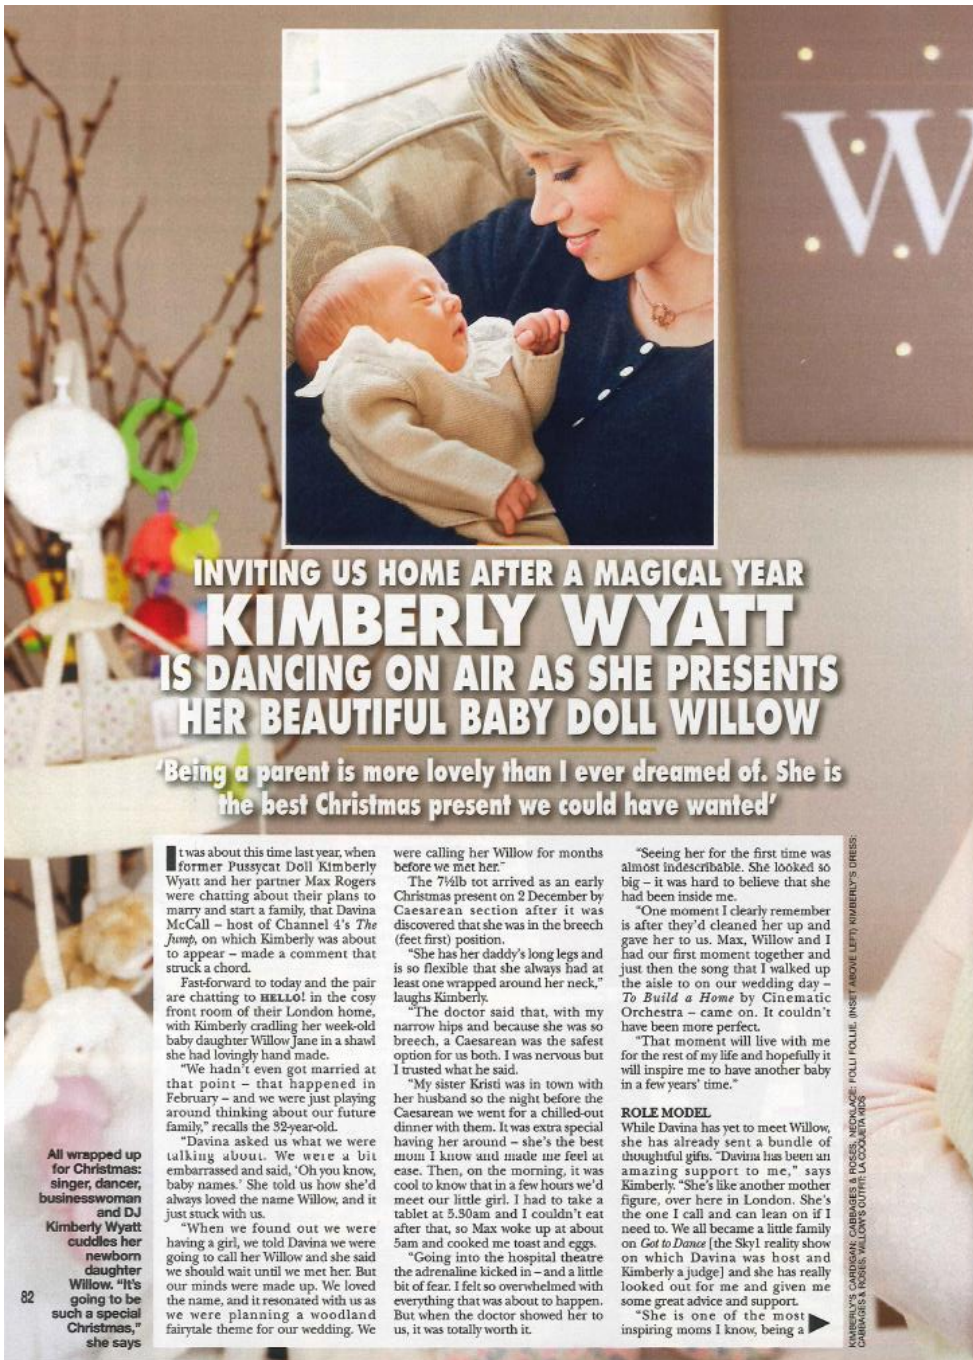 W
INVITING US HOME AFTER A MAGICAL YEAR
KIMBERLY WYATT
IS DANCING ON AIR AS SHE PRESENTS
HER BEAUTIFUL BABY DOLL WILLOW
'Being a parent is more lovely than I ever dreamed of. She is
the best Christmas present we could have wanted'
It was about this time last year, when
former Pussycat Doll Kimberly
Wyatt and her partner Max Rogers
were chatting about their plans to
marry and start a family, that Davina
McCall – host of Channel 4's The
Jump, on which Kimberly was about
to appear – made a comment that
struck a chord.
Fast-forward to today and the pair
are chatting to HELLO! in the cosy
front room of their London home,
with Kimberly cradling her week-old
baby daughter Willow Jane in a shawl
she had lovingly hand made.
"We hadn't even got married at
that point – that happened in
February – and we were just playing
around thinking about our future
family," recalls the 32-year-old.
"Davina asked us what we were
talking about. We were a bit
embarrassed and said, 'Oh you know,
baby names.' She told us how she'd
always loved the name Willow, and it
just stuck with us.
"When we found out we were
having a girl, we told Davina we were
going to call her Willow and she said
we should wait until we met her. But
our minds were made up. We loved
the name, and it resonated with us as
we were planning a woodland
fairytale theme for our wedding. We
were calling her Willow for months
before we met her."
The 7½lb tot arrived as an early
Christmas present on 2 December by
Caesarean section after it was
discovered that she was in the breech
(feet first) position.
"She has her daddy's long legs and
is so flexible that she always had at
least one wrapped around her neck,"
laughs Kimberly.
"The doctor said that, with my
narrow hips and because she was so
breech, a Caesarean was the safest
option for us both. I was nervous but
I trusted what he said.
"My sister Kristi was in town with
her husband so the night before the
Caesarean we went for a chilled-out
dinner with them. It was extra special
having her around – she's the best
mom I know and made me feel at
ease. Then, on the morning, it was
cool to know that in a few hours we'd
meet our little girl. I had to take a
tablet at 5.30am and I couldn't eat
after that, so Max woke up at about
5am and cooked me toast and eggs.
"Going into the hospital theatre
the adrenaline kicked in – and a little
bit of fear. I felt so overwhelmed with
everything that was about to happen.
But when the doctor showed her to
us, it was totally worth it.
"Seeing her for the first time was
almost indescribable. She looked so
big – it was hard to believe that she
had been inside me.
"One moment I clearly remember
is after they'd cleaned her up and
gave her to us. Max, Willow and I
had our first moment together and
just then the song that I walked up
the aisle to on our wedding day –
To Build a Home by Cinematic
Orchestra – came on. It couldn't
have been more perfect.
"That moment will live with me
for the rest of my life and hopefully it
will inspire me to have another baby
in a few years' time."
ROLE MODEL
While Davina has yet to meet Willow,
she has already sent a bundle of
thoughtful gifts. "Davina has been an
amazing support to me," says
Kimberly. "She's like another mother
figure, over here in London. She's
the one I call and can lean on if I
need to. We all became a little family
on Got to Dance [the Sky1 reality show
on which Davina was host and
Kimberly a judge] and she has really
looked out for me and given me
some great advice and support.
"She is one of the most
inspiring moms I know, being a
All wrapped up
for Christmas:
singer, dancer,
businesswoman
and DJ
Kimberly Wyatt
cuddles her
newborn
daughter
Willow. "It's
going to be
such a special
Christmas,"
she says
82
KIMBERLY'S CARDIGAN: CABBAGES & ROSES. NECKLACE: FOLLI FOLLIE. (INSET ABOVE LEFT) KIMBERLY'S DRESS:
CABBAGES & ROSES. WILLOW'S OUTFIT: LA COQUETA KIDS